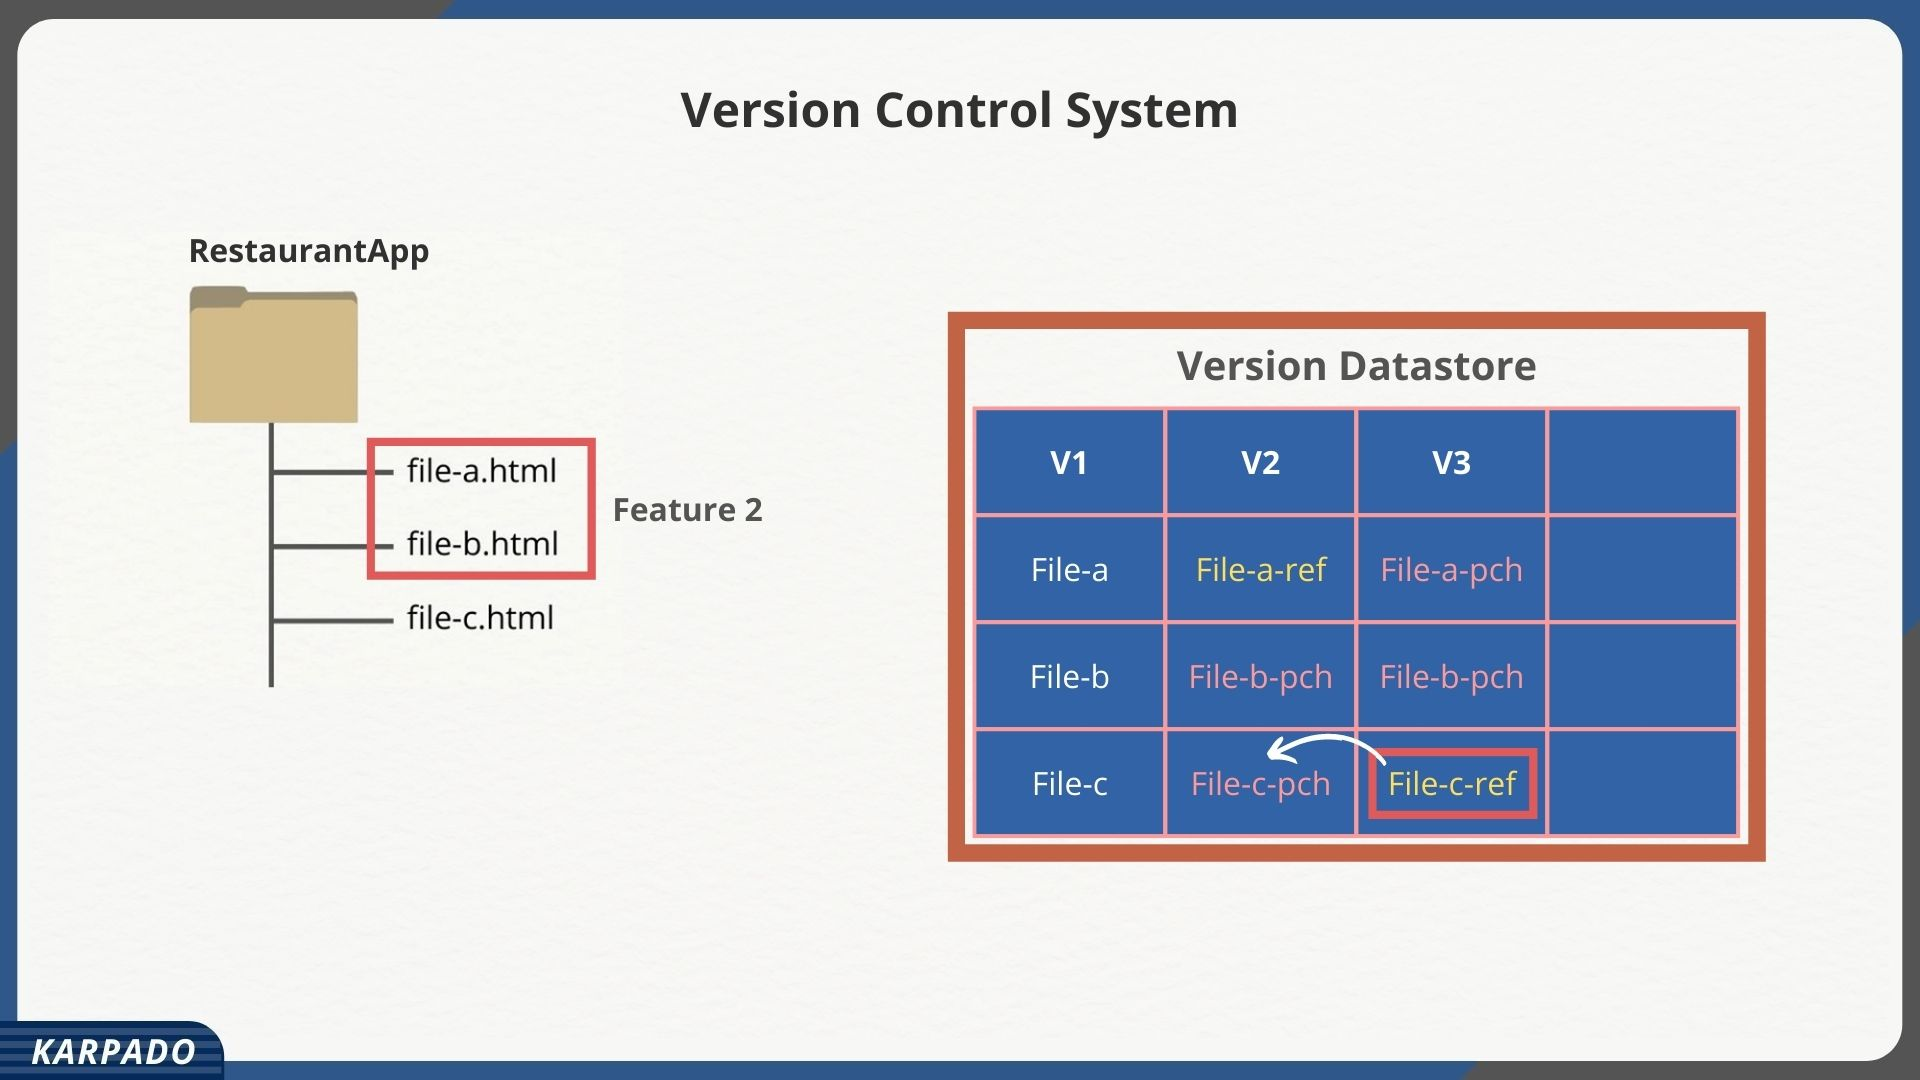 Version Control System
RestaurantApp
file-a.html
file-b.html
Feature 2
file-c.html
Version Datastore
V1 V2 V3
File-a File-a-ref File-a-pch
File-b File-b-pch File-b-pch
File-c File-c-pch File-c-ref
KARPADO